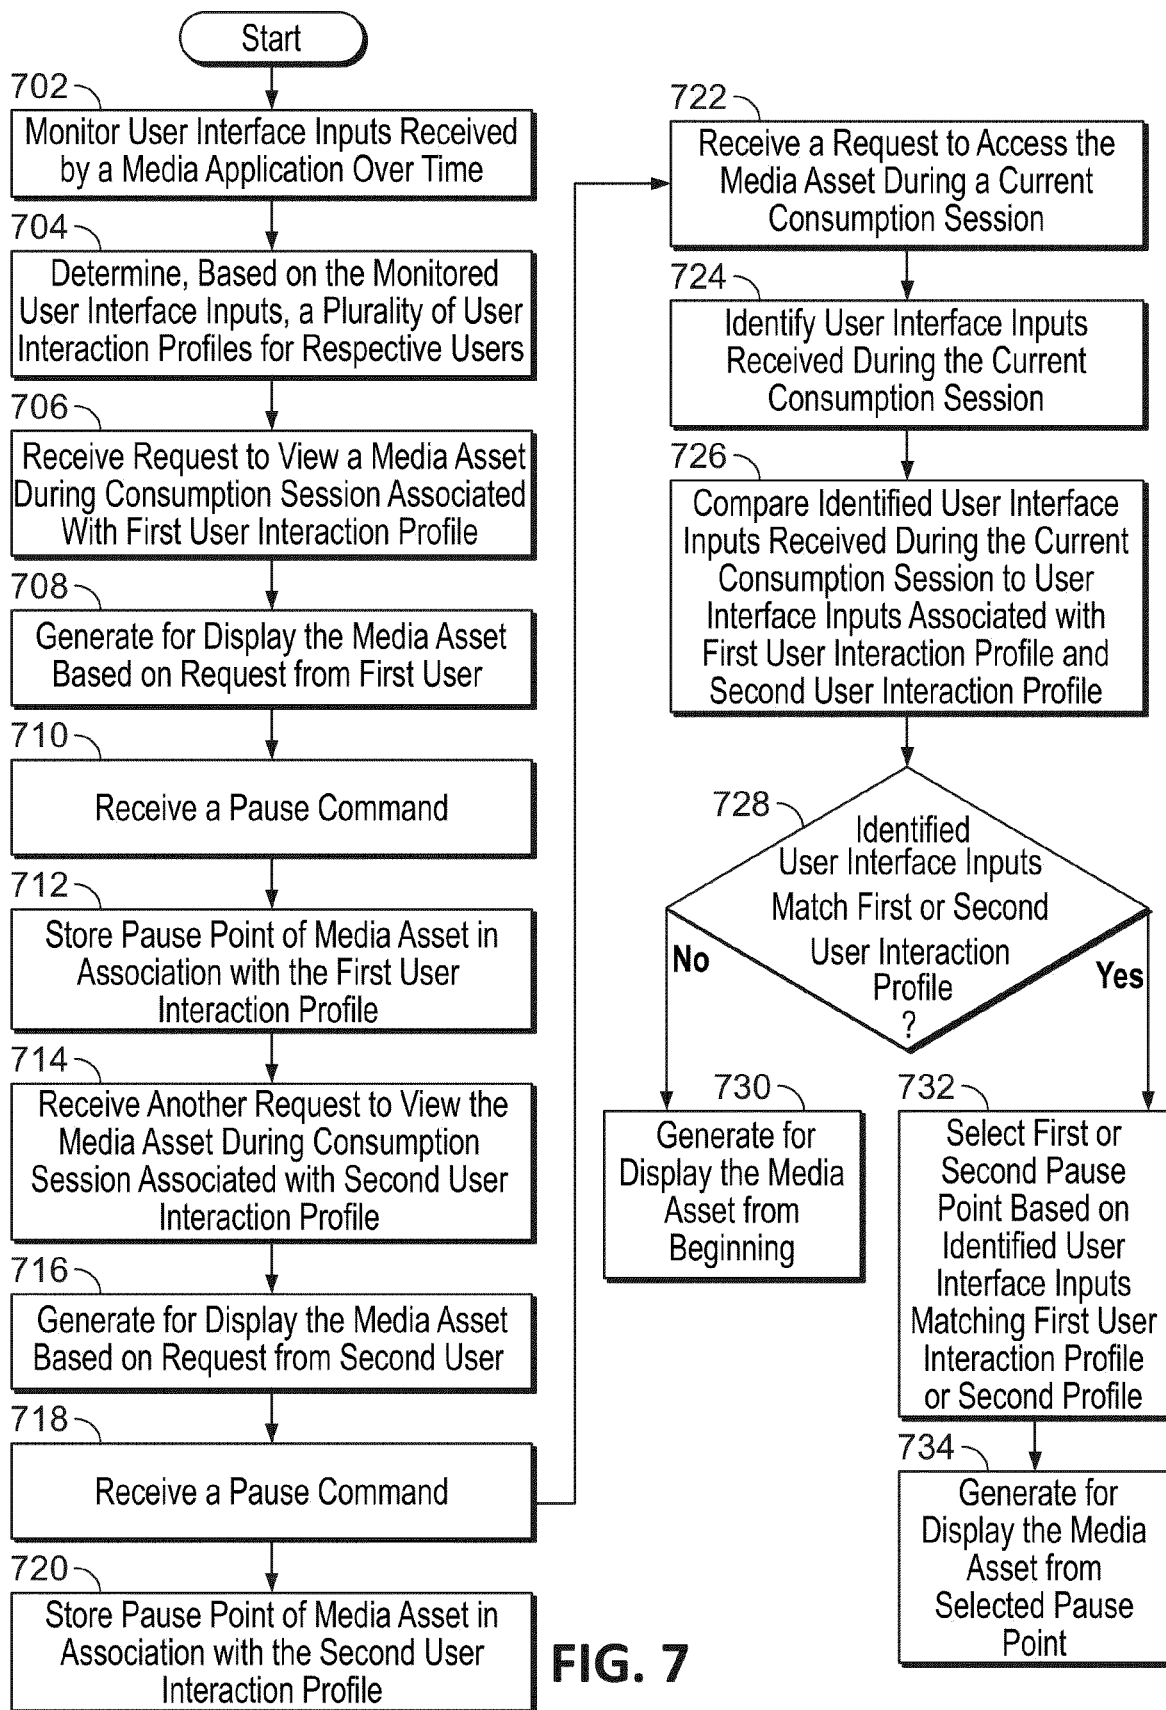 Start
702
Monitor User Interface Inputs Received
by a Media Application Over Time
704
Determine, Based on the Monitored
User Interface Inputs, a Plurality of User
Interaction Profiles for Respective Users
706
Receive Request to View a Media Asset
During Consumption Session Associated
With First User Interaction Profile
708
Generate for Display the Media Asset
Based on Request from First User
710
Receive a Pause Command
712
Store Pause Point of Media Asset in
Association with the First User
Interaction Profile
714
Receive Another Request to View the
Media Asset During Consumption
Session Associated with Second User
Interaction Profile
716
Generate for Display the Media Asset
Based on Request from Second User
718
Receive a Pause Command
720
Store Pause Point of Media Asset in
Association with the Second User
Interaction Profile
722
Receive a Request to Access the
Media Asset During a Current
Consumption Session
724
Identify User Interface Inputs
Received During the Current
Consumption Session
726
Compare Identified User Interface
Inputs Received During the Current
Consumption Session to User
Interface Inputs Associated with
First User Interaction Profile and
Second User Interaction Profile
728
Identified
User Interface Inputs
Match First or Second
User Interaction
Profile
?
No
Yes
730
Generate for
Display the Media
Asset from
Beginning
732
Select First or
Second Pause
Point Based on
Identified User
Interface Inputs
Matching First User
Interaction Profile
or Second Profile
734
Generate for
Display the Media
Asset from
Selected Pause
Point
FIG. 7